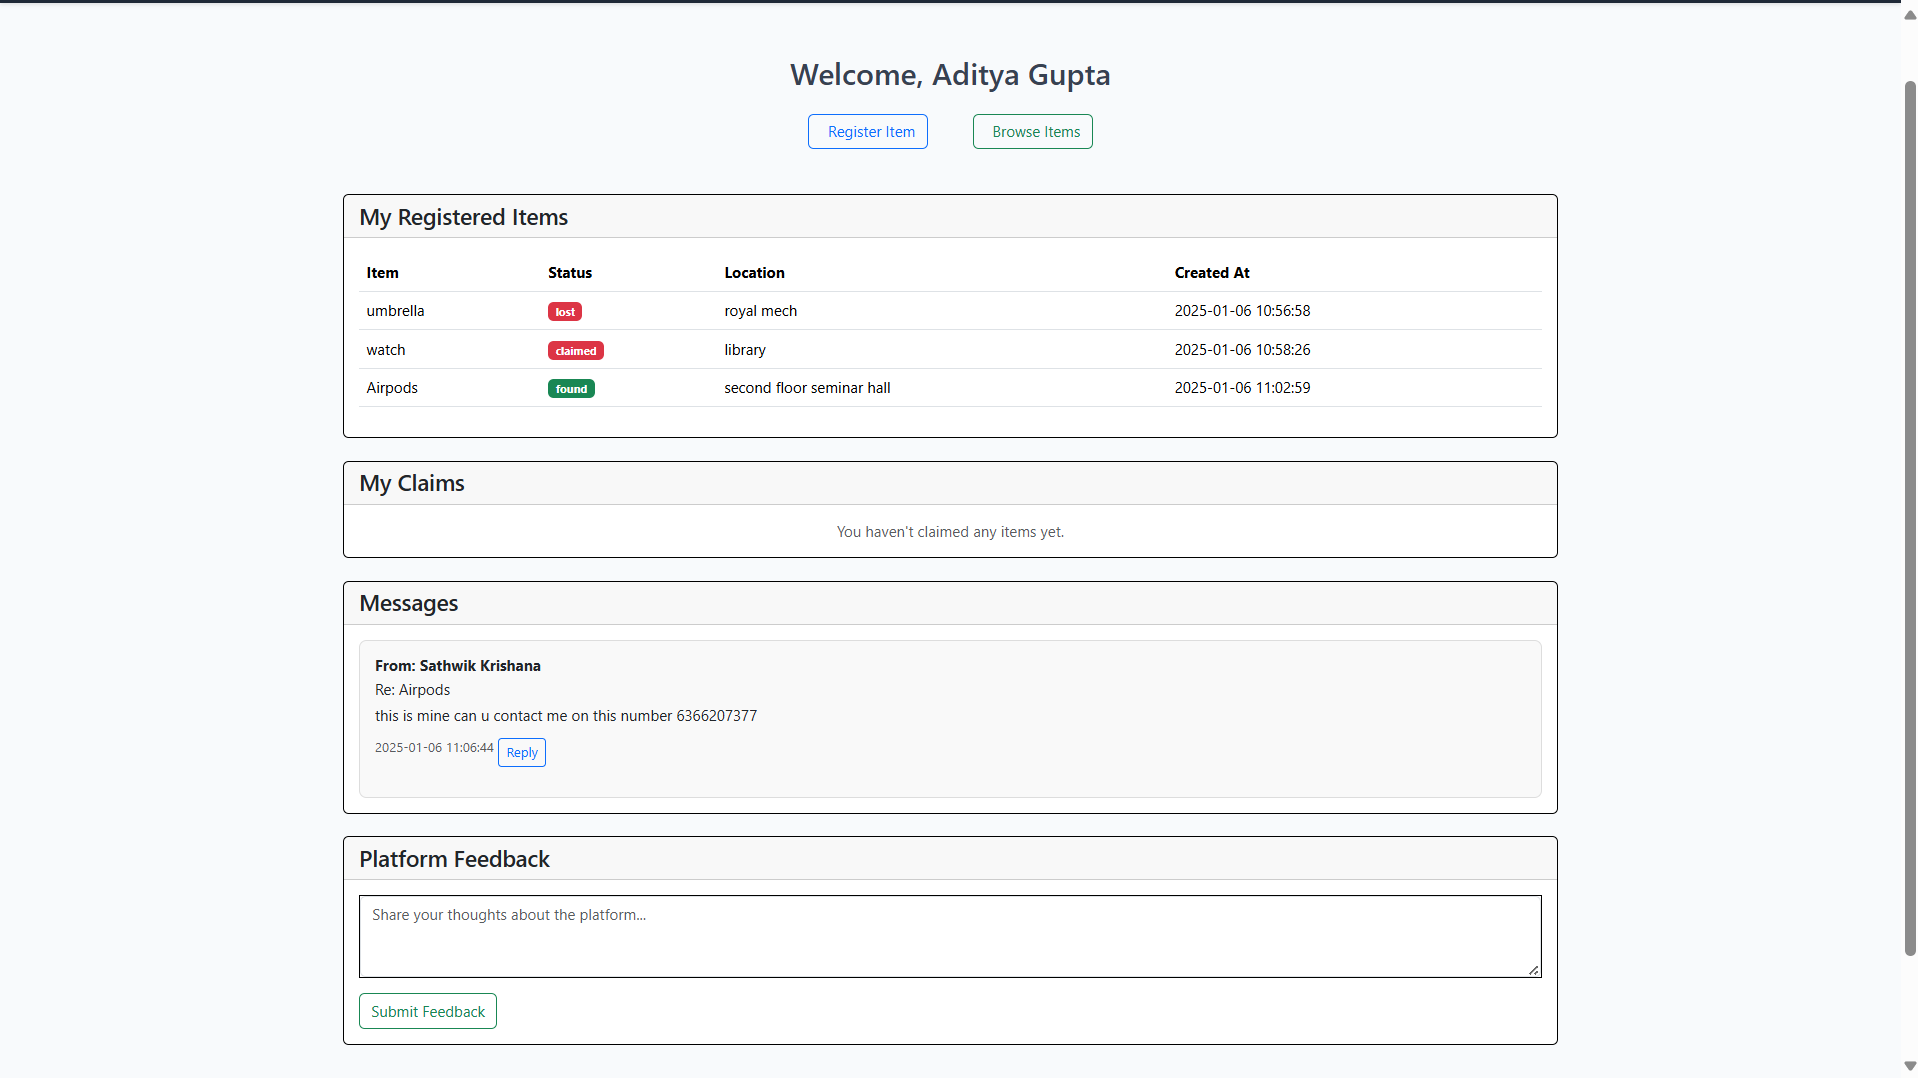 Welcome, Aditya Gupta
Register Item Browse Items
My Registered Items
Item Status Location Created At
umbrella lost royal mech 2025-01-06 10:56:58
watch claimed library 2025-01-06 10:58:26
Airpods found second floor seminar hall 2025-01-06 11:02:59
My Claims
You haven't claimed any items yet.
Messages
From: Sathwik Krishana
Re: Airpods
this is mine can u contact me on this number 6366207377
2025-01-06 11:06:44 Reply
Platform Feedback
Share your thoughts about the platform...
Submit Feedback